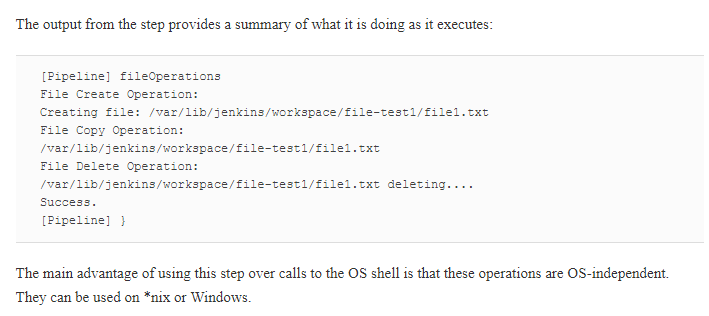 The output from the step provides a summary of what it is doing as it executes:
[Pipeline] fileOperations
File Create Operation:
Creating file: /var/lib/jenkins/workspace/file-test1/file1.txt
File Copy Operation:
/var/lib/jenkins/workspace/file-test1/file1.txt
File Delete Operation:
/var/lib/jenkins/workspace/file-test1/file1.txt deleting....
Success.
[Pipeline] }
The main advantage of using this step over calls to the OS shell is that these operations are OS-independent.
They can be used on *nix or Windows.